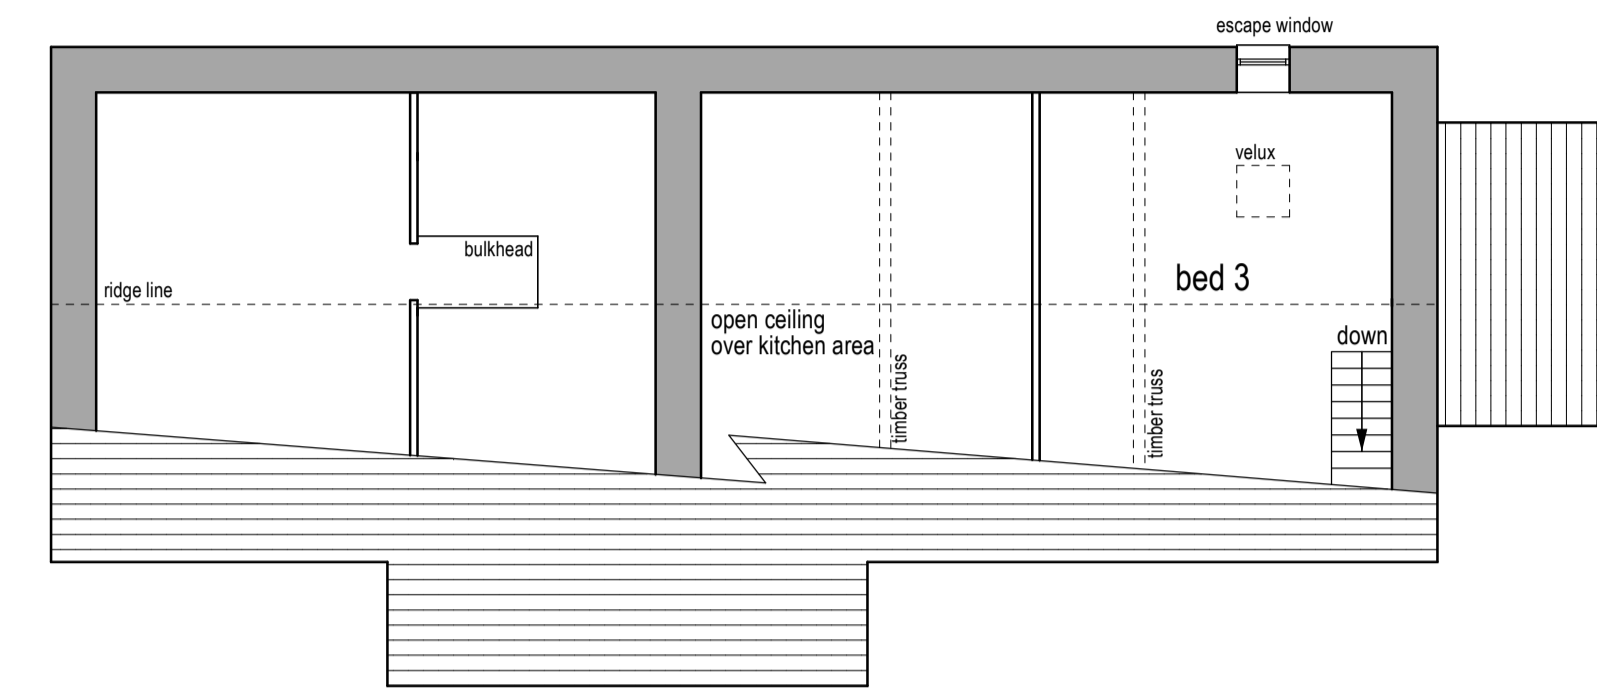 escape window
velux
bulkhead
bed 3
ridge line
open ceiling
over kitchen area
down
timber truss
timber truss